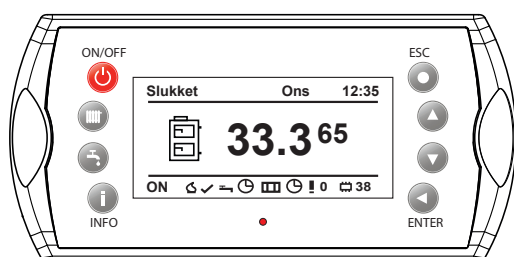 ON/OFF
ESC
Slukket Ons 12:35
33.3 65
ON 0 38
INFO
ENTER